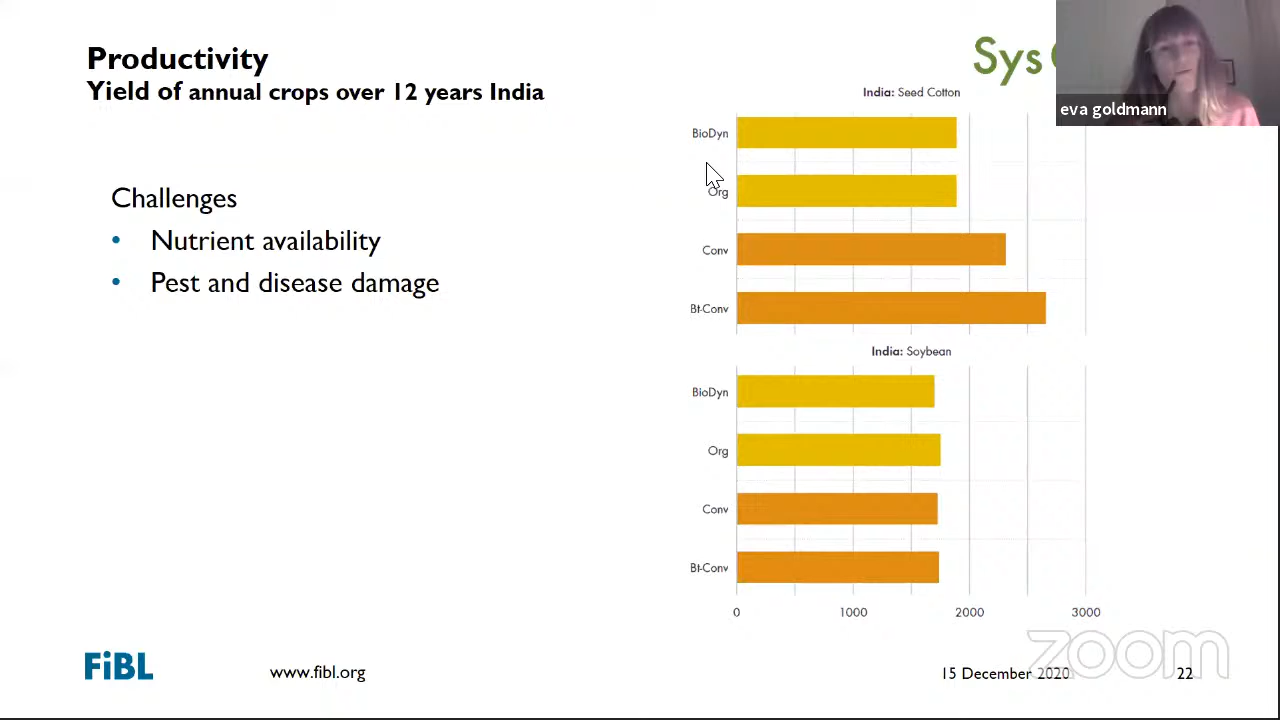 Productivity
Yield of annual crops over 12 years India
Sys
eva goldmann
Challenges
• Nutrient availability
• Pest and disease damage
India: Seed Cotton
BioDyn
Org
Conv
Bt-Conv
India: Soybean
BioDyn
Org
Conv
Bt-Conv
0 1000 2000 3000
FiBL
www.fibl.org
15 December 2020
22
zoom